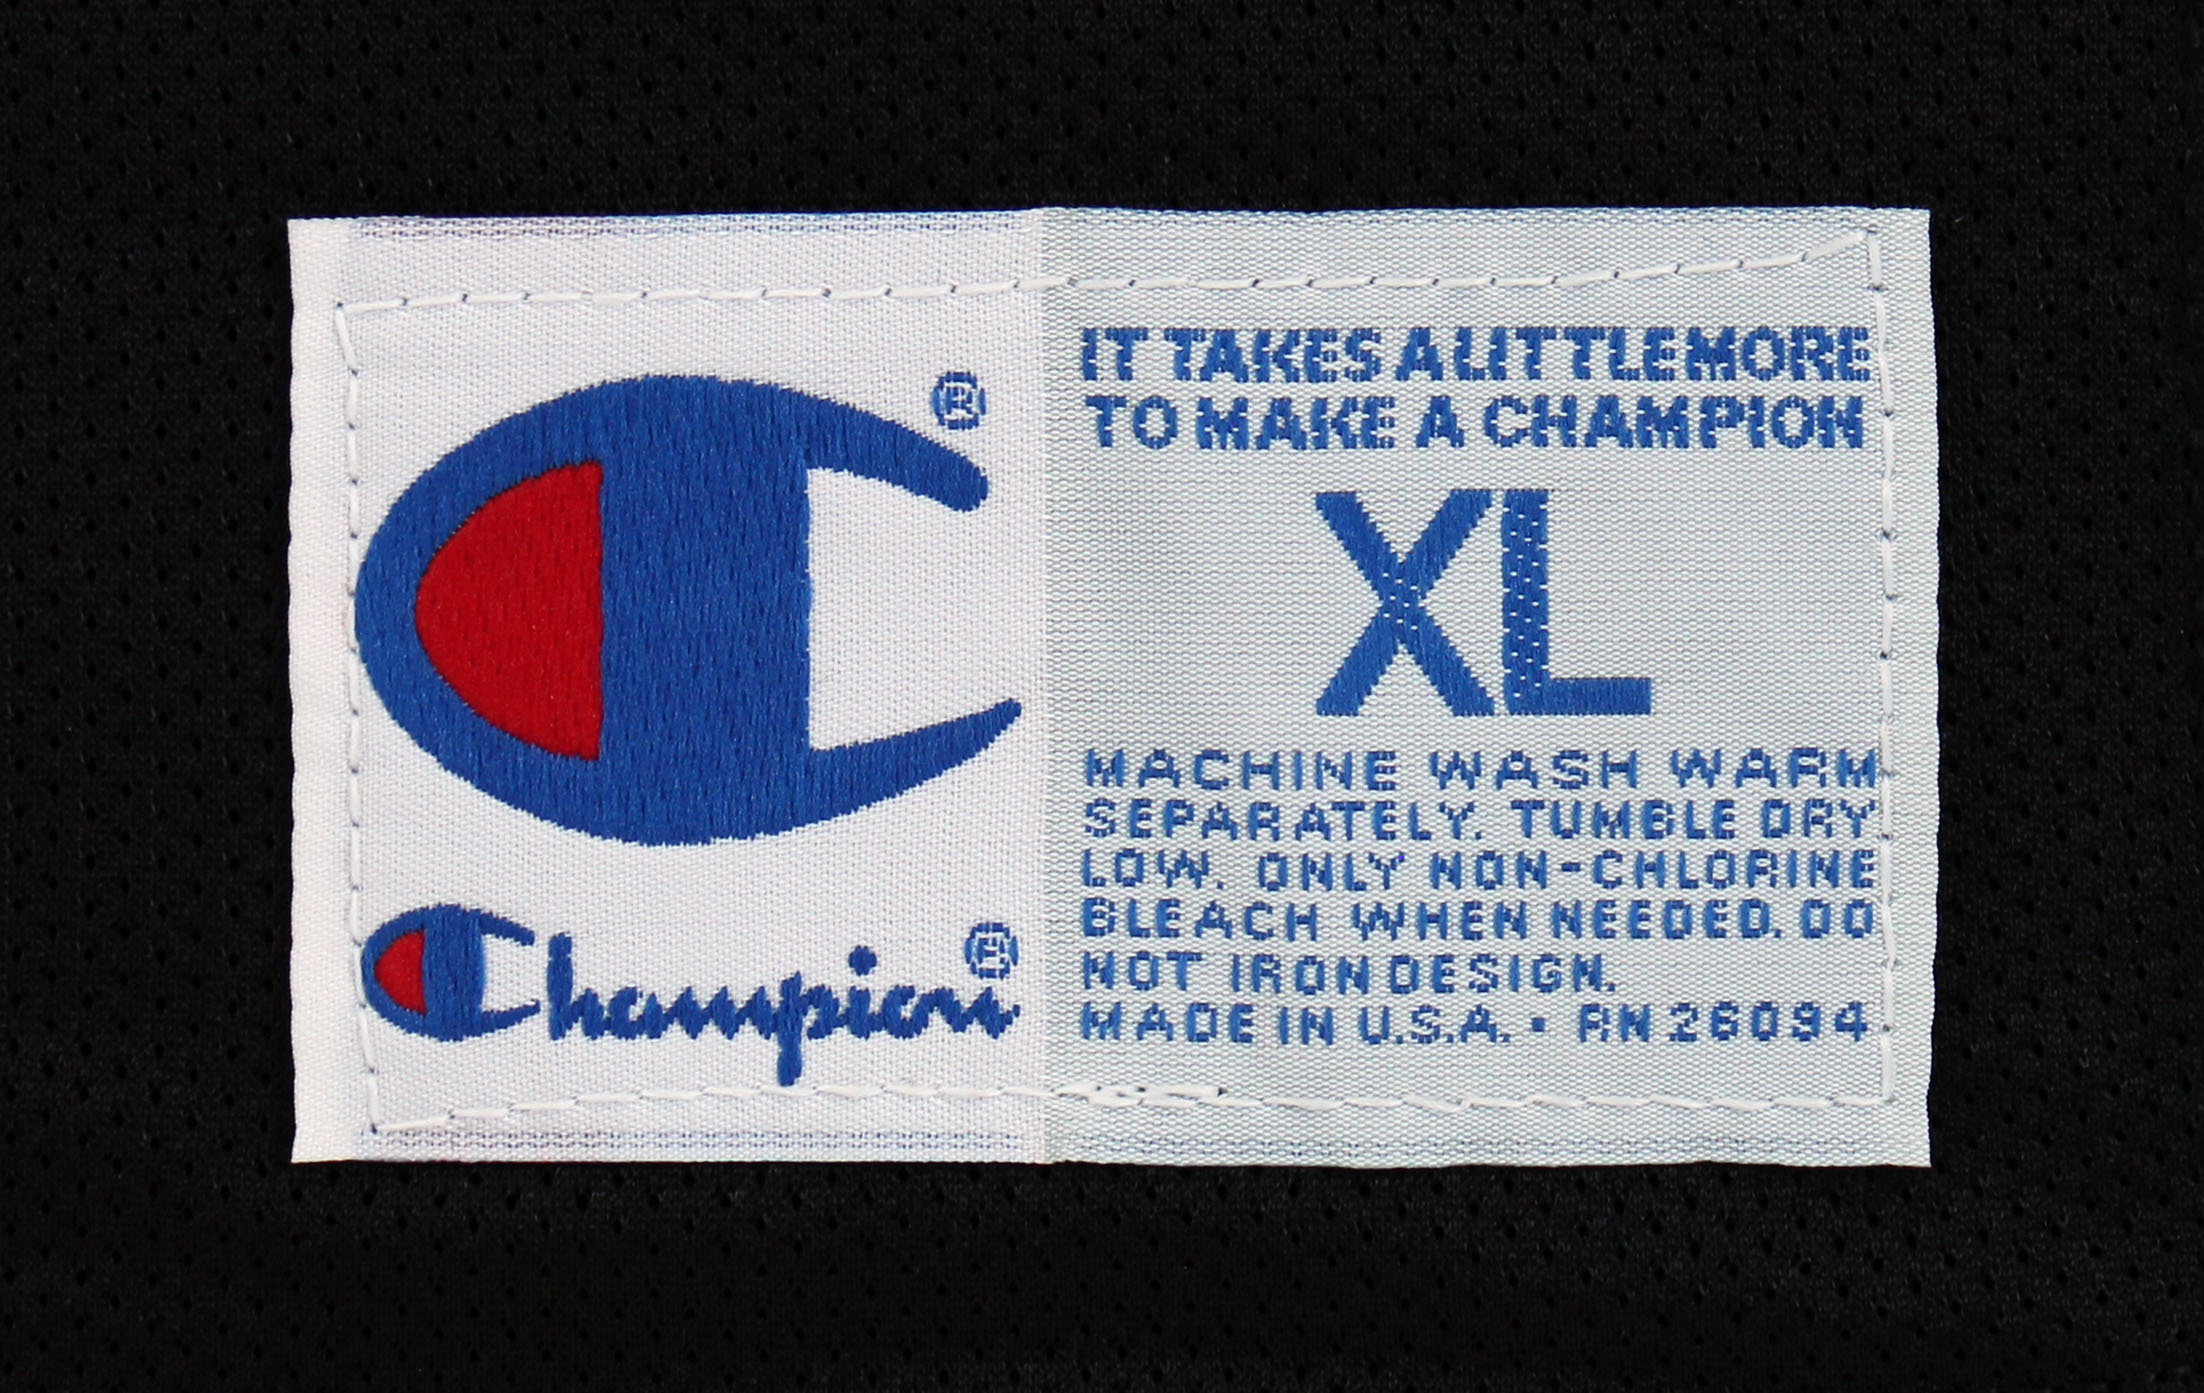 ®
Champion®
IT TAKES A LITTLE MORE
TO MAKE A CHAMPION
XL
MACHINE WASH WARM
SEPARATELY. TUMBLE DRY
LOW. ONLY NON-CHLORINE
BLEACH WHEN NEEDED. DO
NOT IRON DESIGN.
MADE IN U.S.A. • RN 26094